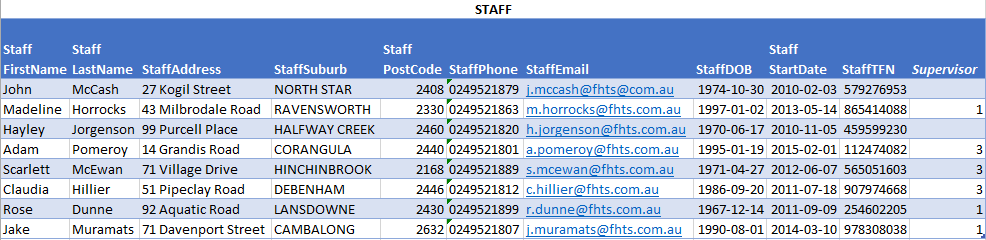 STAFF
Staff Staff Staff Staff
FirstName LastName StaffAddress StaffSuburb PostCode StaffPhone StaffEmail StaffDOB StartDate StaffTFN Supervisor
John McCash 27 Kogil Street NORTH STAR 2408 0249521879 j.mccash@fhts@com.au 1974-10-30 2010-02-03 579276953
Madeline Horrocks 43 Milbrodale Road RAVENSWORTH 2330 0249521863 m.horrocks@fhts.com.au 1997-01-02 2013-05-14 865414088 1
Hayley Jorgenson 99 Purcell Place HALFWAY CREEK 2460 0249521820 h.jorgenson@fhts.com.au 1970-06-17 2010-11-05 459599230
Adam Pomeroy 14 Grandis Road CORANGULA 2440 0249521801 a.pomeroy@fhts.com.au 1995-01-19 2015-02-01 112474082 3
Scarlett McEwan 71 Village Drive HINCHINBROOK 2168 0249521889 s.mcewan@fhts.com.au 1971-04-27 2012-06-07 565051603 3
Claudia Hillier 51 Pipeclay Road DEBENHAM 2446 0249521812 c.hillier@fhts.com.au 1986-09-20 2011-07-18 907974668 3
Rose Dunne 92 Aquatic Road LANSDOWNE 2430 0249521899 r.dunne@fhts.com.au 1967-12-14 2011-09-09 254602205 1
Jake Muramats 71 Davenport Street CAMBALONG 2632 0249521807 j.muramats@fhts.com.au 1990-08-01 2014-03-10 978308038 1